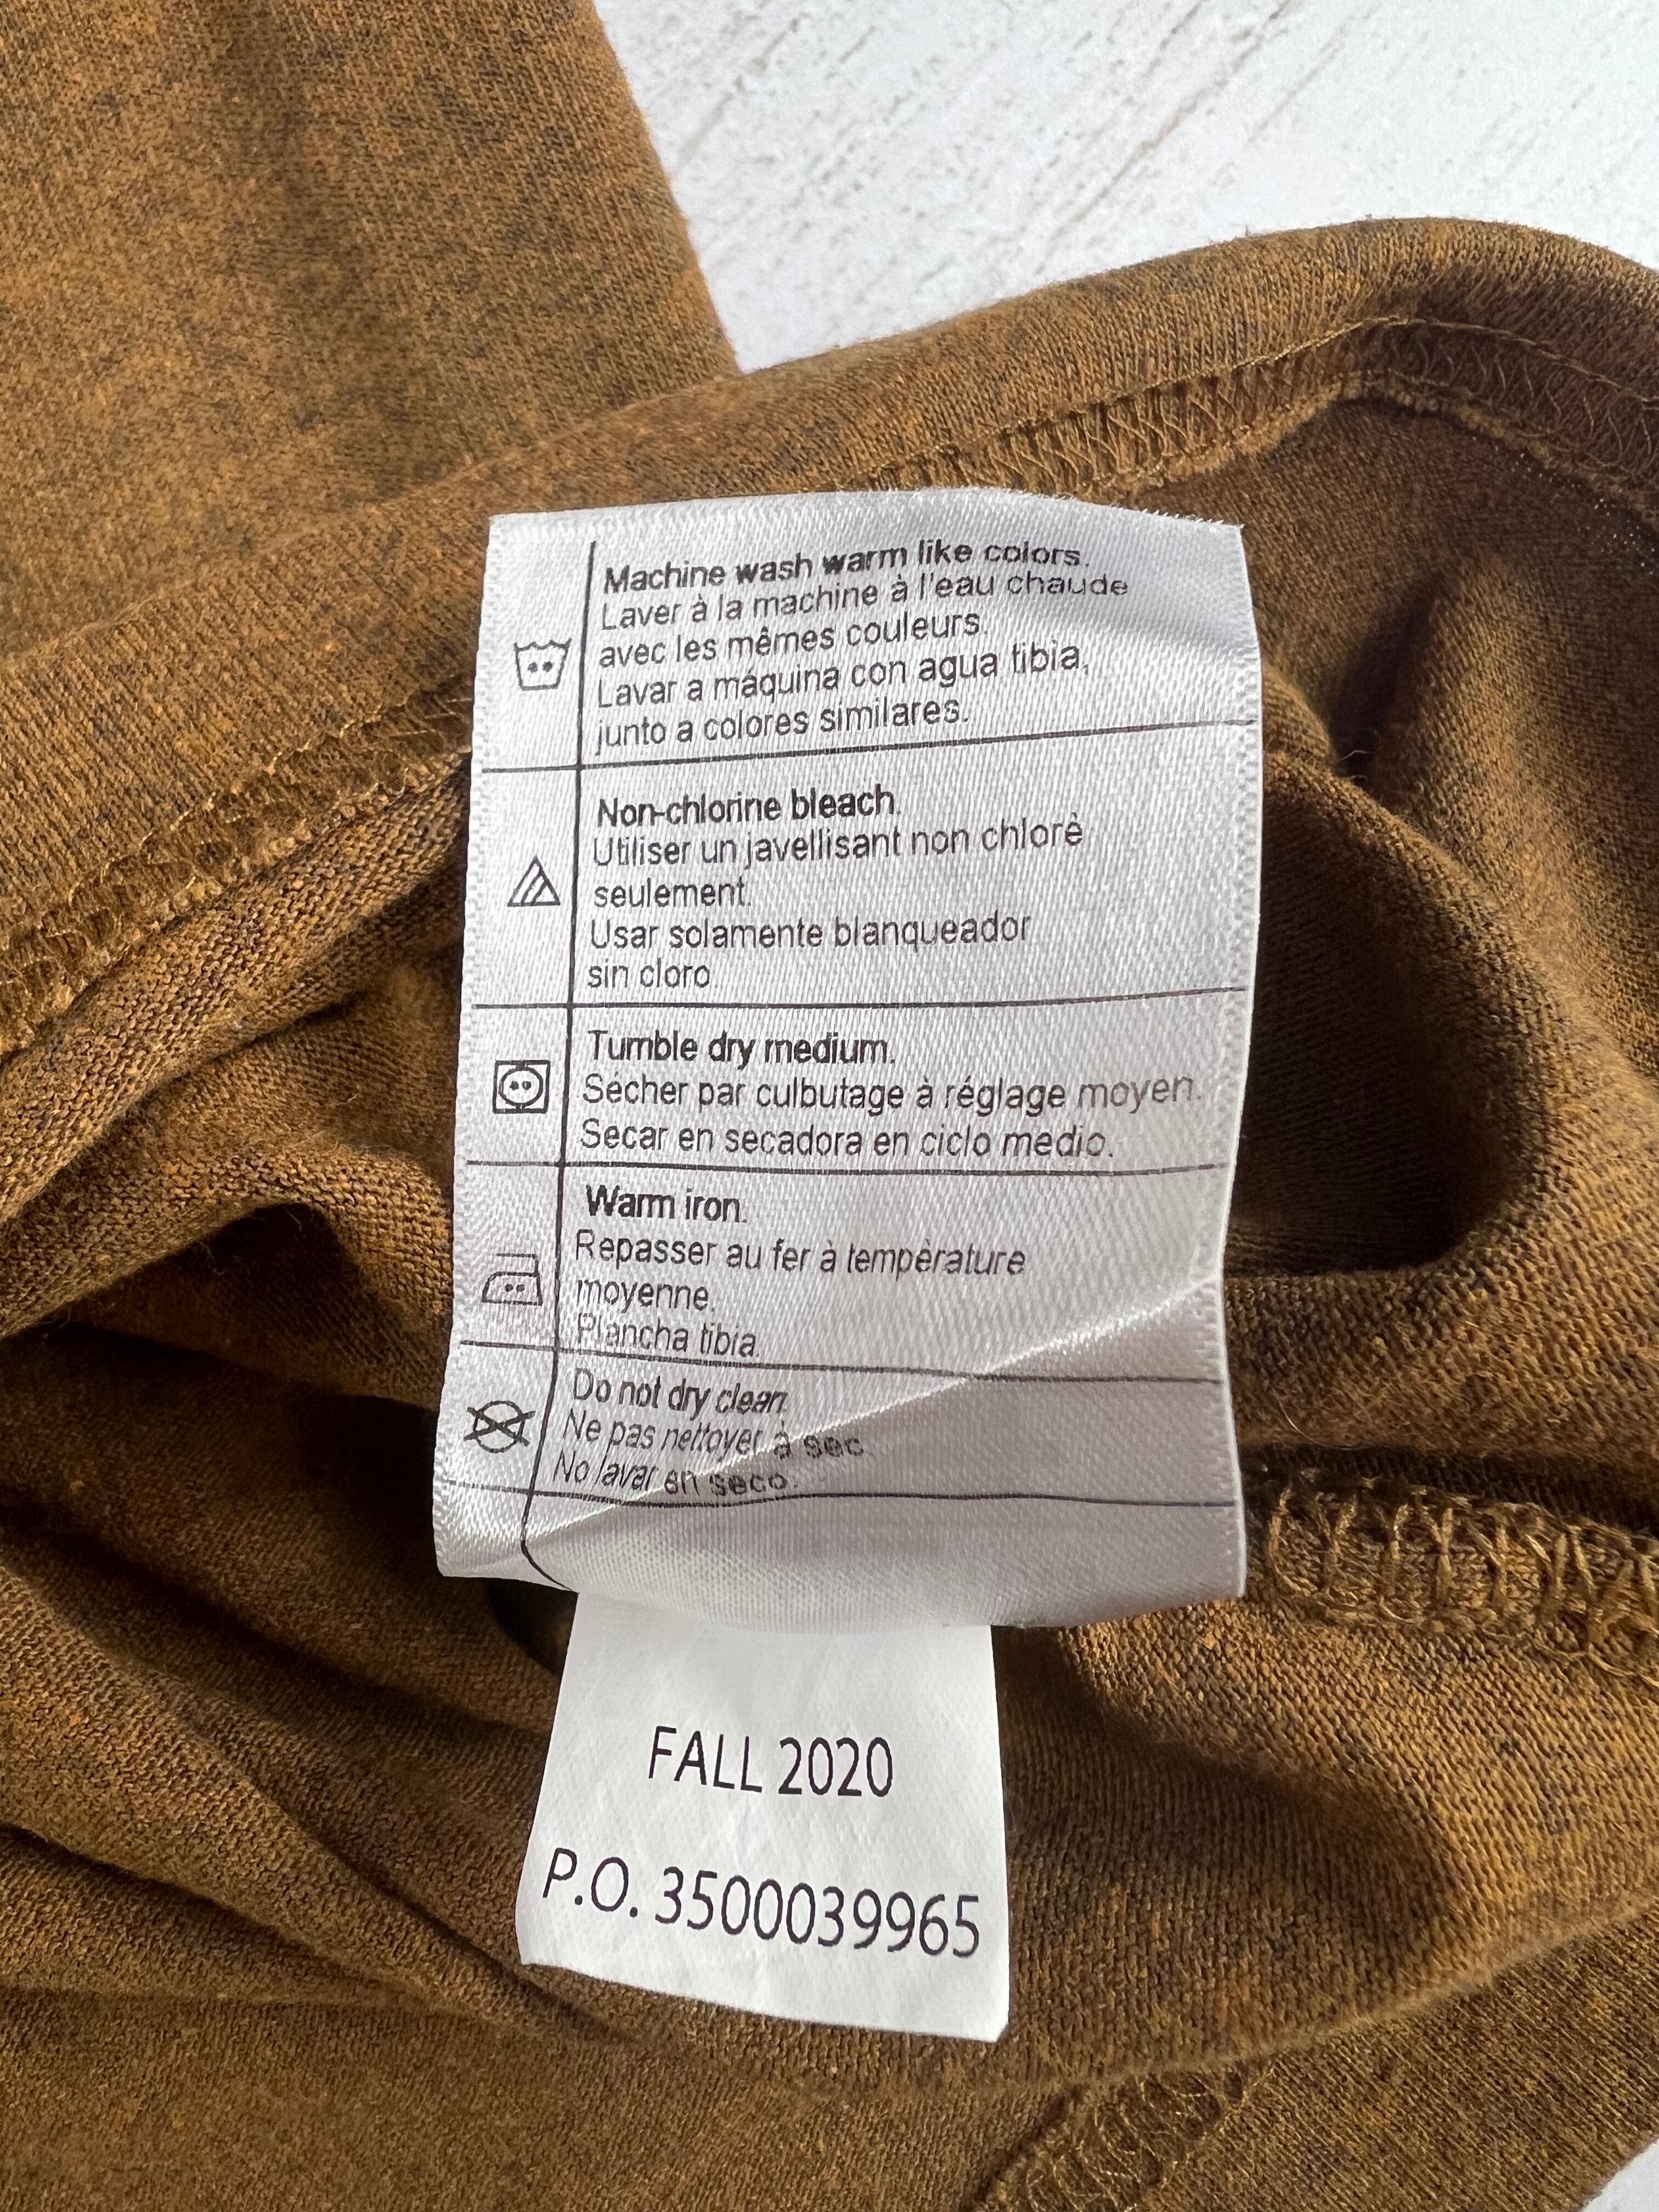 Machine wash warm like colors.
Laver à la machine à l'eau chaude
avec les mêmes couleurs.
Lavar a máquina con agua tibia,
junto a colores similares.
Non-chlorine bleach.
Utiliser un javellisant non chloré
seulement.
Usar solamente blanqueador
sin cloro.
Tumble dry medium.
Sécher par culbutage à réglage moyen.
Secar en secadora en ciclo medio.
Warm iron.
Repasser au fer à température
moyenne.
Plancha tibia.
Do not dry clean.
Ne pas nettoyer à sec.
No lavar en seco.
FALL 2020
P.O. 3500039965